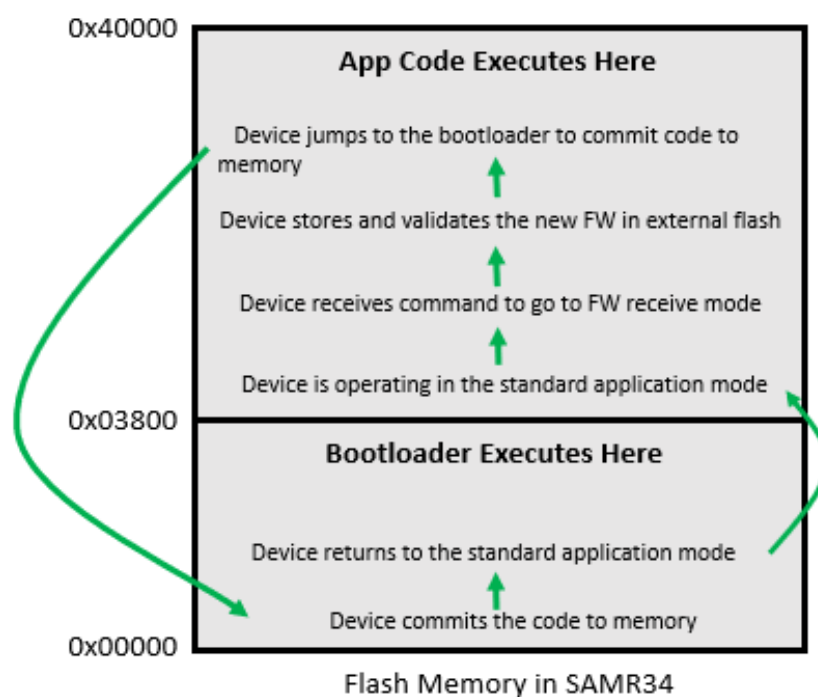 0x40000
App Code Executes Here
Device jumps to the bootloader to commit code to
memory
Device stores and validates the new FW in external flash
Device receives command to go to FW receive mode
Device is operating in the standard application mode
0x03800
Bootloader Executes Here
Device returns to the standard application mode
Device commits the code to memory
0x00000
Flash Memory in SAMR34